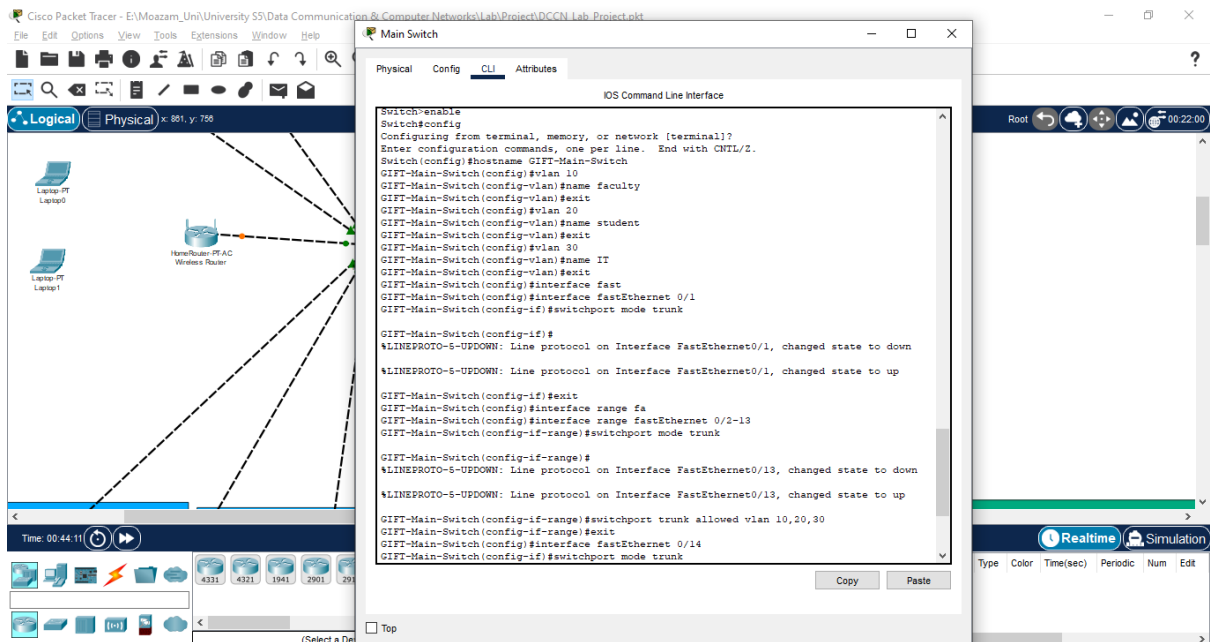 Cisco Packet Tracer - E:\Moazam_Uni\University S5\Data Communication & Computer Networks\Lab\Project\DCCN_Lab_Project.pkt
File Edit Options View Tools Extensions Window Help
Main Switch
Physical Config CLI Attributes
IOS Command Line Interface
Logical Physical x: 861, y: 756
Root 00:22:00
Switch>enable
Switch#config
Configuring from terminal, memory, or network [terminal]?
Enter configuration commands, one per line. End with CNTL/Z.
Switch(config)#hostname GIFT-Main-Switch
GIFT-Main-Switch(config)#vlan 10
GIFT-Main-Switch(config-vlan)#name faculty
GIFT-Main-Switch(config-vlan)#exit
GIFT-Main-Switch(config)#vlan 20
GIFT-Main-Switch(config-vlan)#name student
GIFT-Main-Switch(config-vlan)#exit
GIFT-Main-Switch(config)#vlan 30
GIFT-Main-Switch(config-vlan)#name IT
GIFT-Main-Switch(config-vlan)#exit
GIFT-Main-Switch(config)#interface fast
GIFT-Main-Switch(config)#interface fastEthernet 0/1
GIFT-Main-Switch(config-if)#switchport mode trunk
GIFT-Main-Switch(config-if)#
%LINEPROTO-5-UPDOWN: Line protocol on Interface FastEthernet0/1, changed state to down
%LINEPROTO-5-UPDOWN: Line protocol on Interface FastEthernet0/1, changed state to up
GIFT-Main-Switch(config-if)#exit
GIFT-Main-Switch(config)#interface range fa
GIFT-Main-Switch(config)#interface range fastEthernet 0/2-13
GIFT-Main-Switch(config-if-range)#switchport mode trunk
GIFT-Main-Switch(config-if-range)#
%LINEPROTO-5-UPDOWN: Line protocol on Interface FastEthernet0/13, changed state to down
%LINEPROTO-5-UPDOWN: Line protocol on Interface FastEthernet0/13, changed state to up
GIFT-Main-Switch(config-if-range)#switchport trunk allowed vlan 10,20,30
GIFT-Main-Switch(config-if-range)#exit
GIFT-Main-Switch(config)#interface fastEthernet 0/14
GIFT-Main-Switch(config-if)#switchport mode trunk
Copy Paste
Top
Laptop-PT
Laptop0
HomeRouter-PT-AC
Wireless Router
Laptop-PT
Laptop1
Time: 00:44:11
Realtime Simulation
4331 4321 1941 2901 291
Type Color Time(sec) Periodic Num Edit
(Select a De